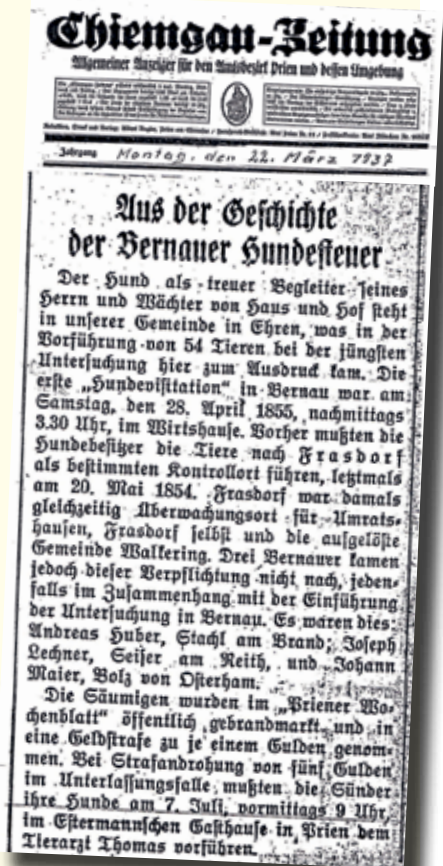 Chiemgau-Zeitung
Allgemeiner Anzeiger für den Amtsbezirk Prien und dessen Umgebung
Jahrgang Montag, den 22. März 1937
Aus der Geschichte
der Bernauer Hundesteuer
Der Hund als treuer Begleiter seines
Herrn und Wächter von Haus und Hof steht
in unserer Gemeinde in Ehren, was in der
Vorführung von 54 Tieren bei der jüngsten
Untersuchung hier zum Ausdruck kam. Die
erste „Hundevisitation“ in Bernau war am
Samstag, den 28. April 1855, nachmittags
3.30 Uhr, im Wirtshause. Vorher mußten die
Hundebesitzer die Tiere nach Frasdorf
als bestimmten Kontrollort führen, letztmals
am 20. Mai 1854. Frasdorf war damals
gleichzeitig Überwachungsort für Umrats-
hausen, Frasdorf selbst und die aufgelöste
Gemeinde Walkering. Drei Bernauer kamen
jedoch dieser Verpflichtung nicht nach, jeden-
falls im Zusammenhang mit der Einführung
der Untersuchung in Bernau. Es waren dies:
Andreas Huber, Stachl am Brand; Joseph
Lechner, Seiser am Reith, und Johann
Maier, Bolz von Osterham.
Die Säumigen wurden im „Priener Wo-
chenblatt“ öffentlich gebrandmarkt und in
eine Geldstrafe zu je einem Gulden genom-
men. Bei Strafandrohung von fünf Gulden
im Unterlassungsfalle mußten die Sünder
ihre Hunde am 7. Juli, vormittags 9 Uhr,
im Estermannschen Gasthause in Prien dem
Tierarzt Thomas vorführen.